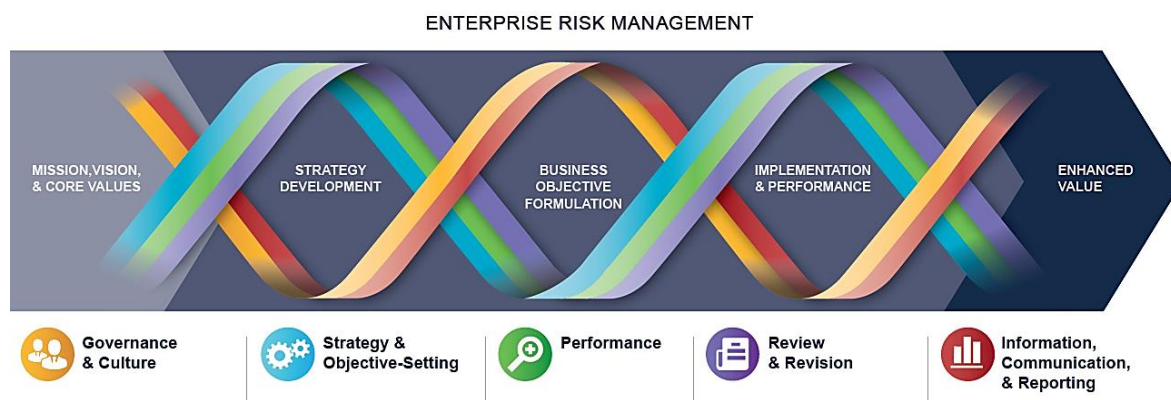 ENTERPRISE RISK MANAGEMENT
MISSION,VISION,
& CORE VALUES
STRATEGY
DEVELOPMENT
BUSINESS
OBJECTIVE
FORMULATION
IMPLEMENTATION
& PERFORMANCE
ENHANCED
VALUE
Governance
& Culture
Strategy &
Objective-Setting
Performance
Review
& Revision
Information,
Communication,
& Reporting